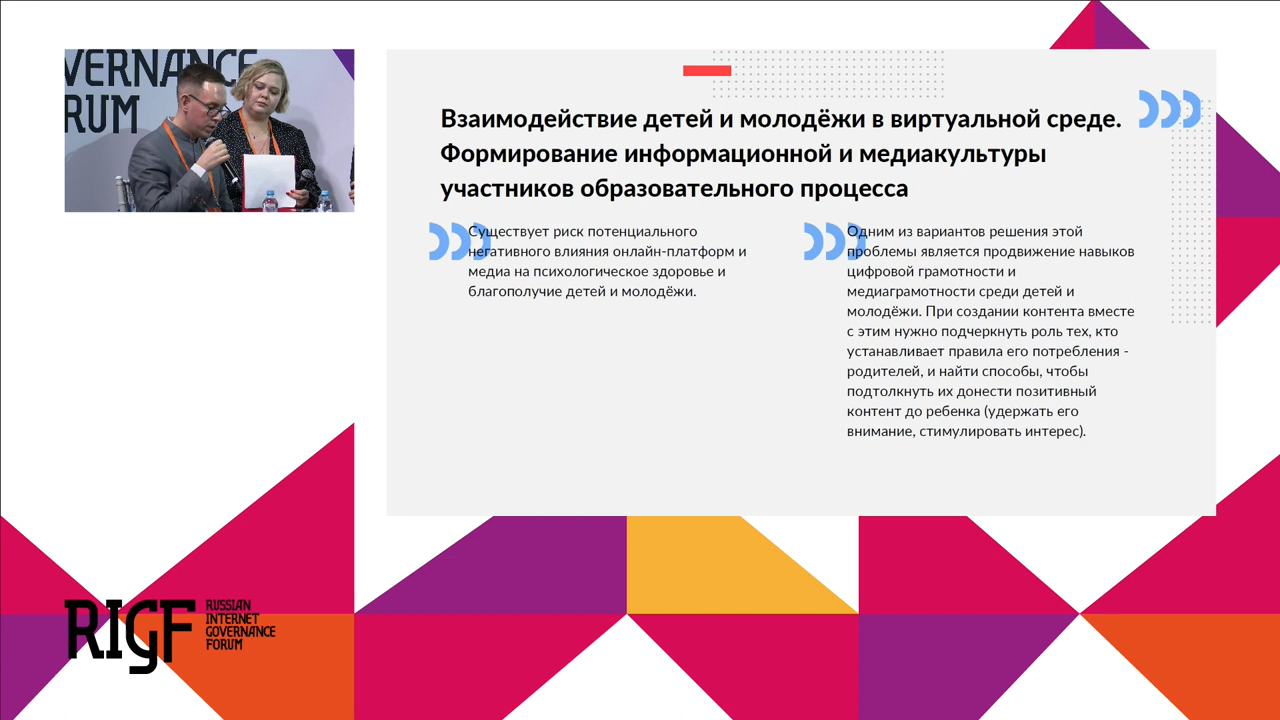 VERNANCE
RUM
Взаимодействие детей и молодёжи в виртуальной среде.
Формирование информационной и медиакультуры
участников образовательного процесса
Существует риск потенциального
негативного влияния онлайн-платформ и
медиа на психологическое здоровье и
благополучие детей и молодёжи.
Одним из вариантов решения этой
проблемы является продвижение навыков
цифровой грамотности и
медиаграмотности среди детей и
молодёжи. При создании контента вместе
с этим нужно подчеркнуть роль тех, кто
устанавливает правила его потребления -
родителей, и найти способы, чтобы
подтолкнуть их донести позитивный
контент до ребенка (удержать его
внимание, стимулировать интерес).
RIGF
RUSSIAN
INTERNET
GOVERNANCE
FORUM